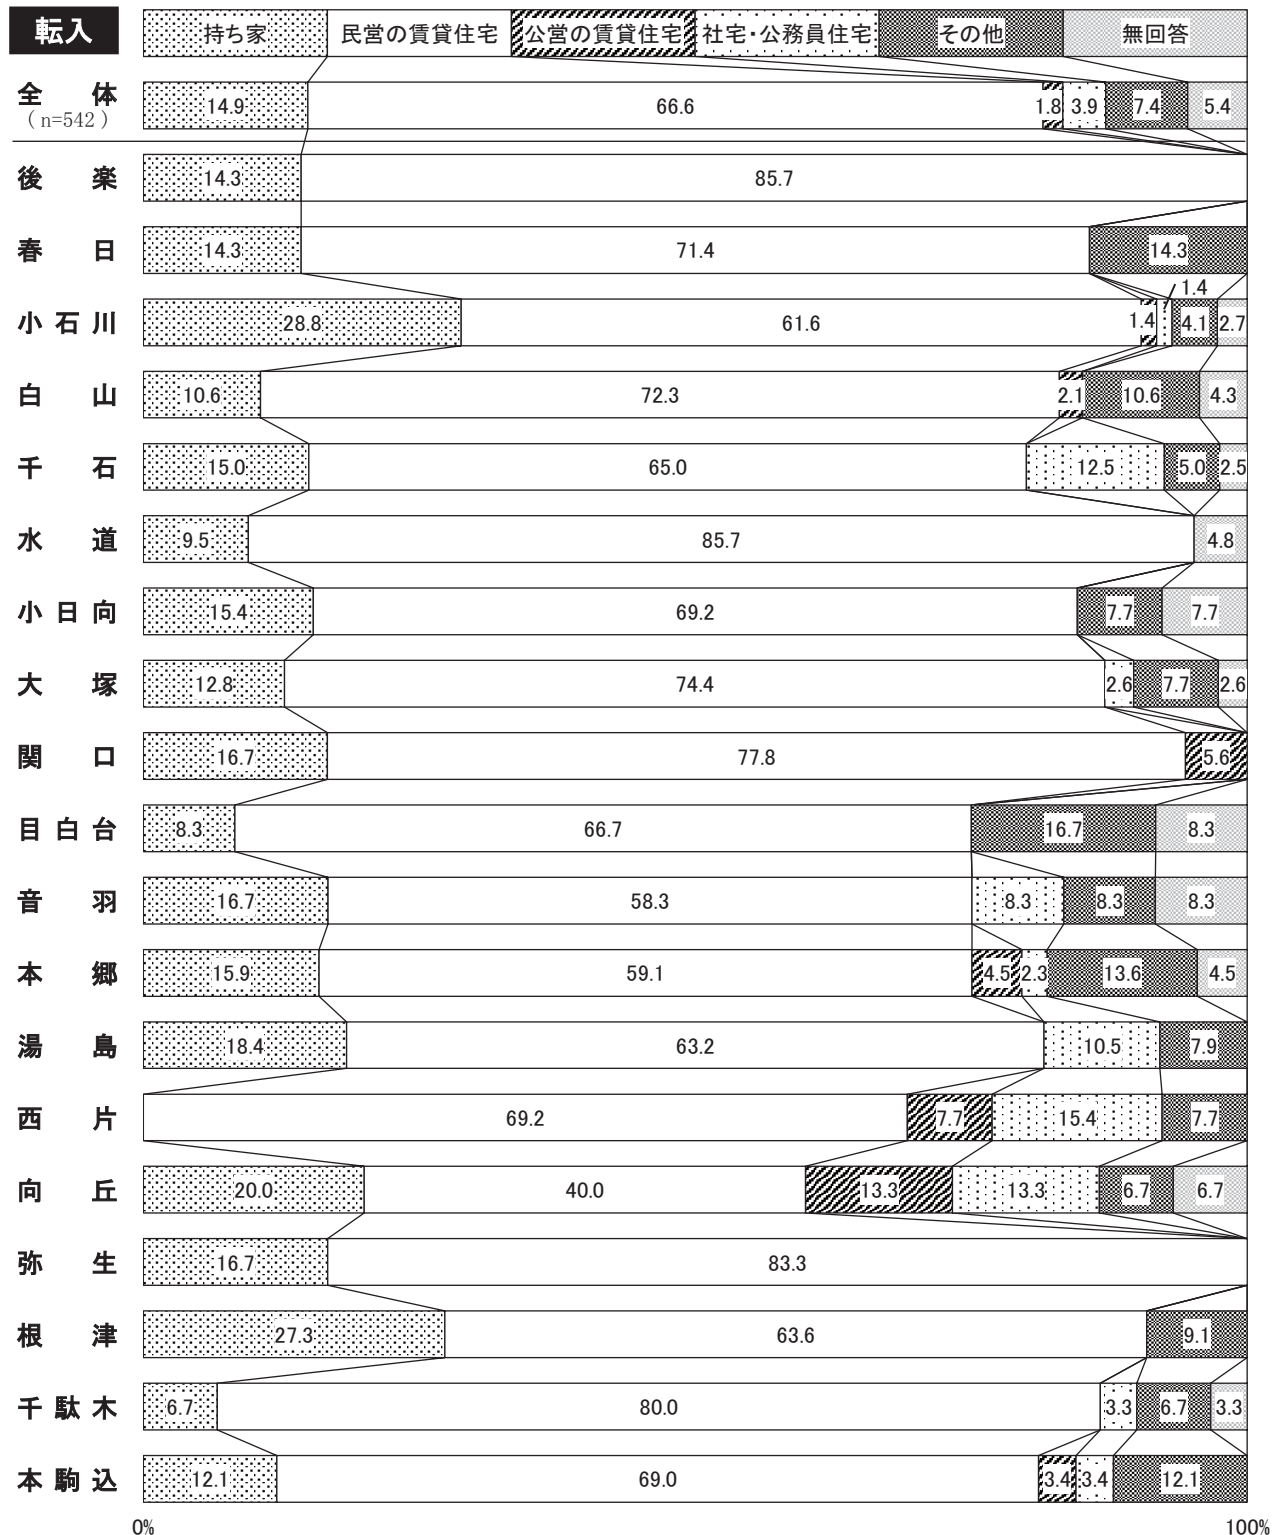 転入 持ち家 民営の賃貸住宅 公営の賃貸住宅 社宅・公務員住宅 その他 無回答
全体 14.9 66.6 1.8 3.9 7.4 5.4
(n=542)
後楽 14.3 85.7
春日 14.3 71.4 14.3
1.4
小石川 28.8 61.6 1.4 4.1 2.7
白山 10.6 72.3 2.1 10.6 4.3
千石 15.0 65.0 12.5 5.0 2.5
水道 9.5 85.7 4.8
小日向 15.4 69.2 7.7 7.7
大塚 12.8 74.4 2.6 7.7 2.6
関口 16.7 77.8 5.6
目白台 8.3 66.7 16.7 8.3
音羽 16.7 58.3 8.3 8.3 8.3
本郷 15.9 59.1 4.5 2.3 13.6 4.5
湯島 18.4 63.2 10.5 7.9
西片 69.2 7.7 15.4 7.7
向丘 20.0 40.0 13.3 13.3 6.7 6.7
弥生 16.7 83.3
根津 27.3 63.6 9.1
千駄木 6.7 80.0 3.3 6.7 3.3
本駒込 12.1 69.0 3.4 3.4 12.1
0% 100%